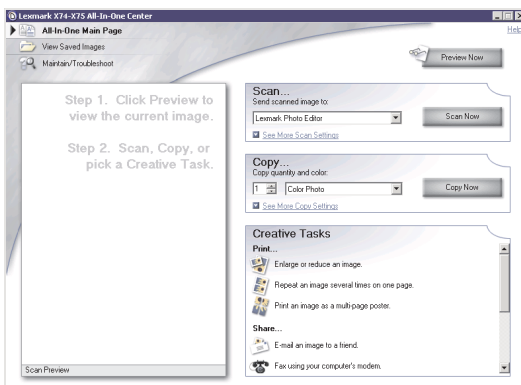 Lexmark X74-X75 All-In-One Center
All-In-One Main Page
Help
View Saved Images
Maintain/Troubleshoot
Preview Now
Step 1. Click Preview to
view the current image.
Step 2. Scan, Copy, or
pick a Creative Task.
Scan Preview
Scan...
Send scanned image to:
Lexmark Photo Editor
Scan Now
See More Scan Settings
Copy...
Copy quantity and color:
1
Color Photo
Copy Now
See More Copy Settings
Creative Tasks
Print...
Enlarge or reduce an image.
Repeat an image several times on one page.
Print an image as a multi-page poster.
Share...
E-mail an image to a friend.
Fax using your computer's modem.